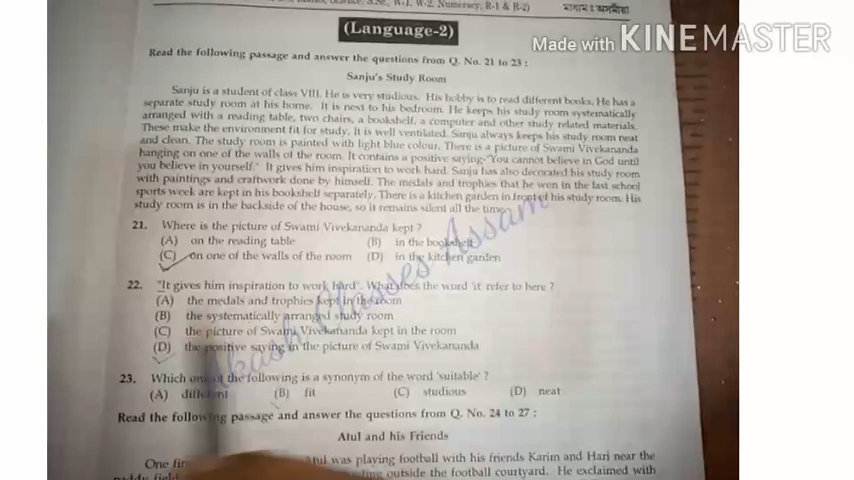 W-1, W-2, Numeracy, R-1 & R-2)
মাধ্যম : অসমীয়া
(Language-2)
Made with KINEMASTER
Read the following passage and answer the questions from Q. No. 21 to 23 :
Sanju's Study Room
Sanju is a student of class VIII. He is very studious. His hobby is to read different books. He has a
separate study room at his home. It is next to his bedroom. He keeps his study room systematically
arranged with a reading table, two chairs, a bookshelf, a computer and other study related materials.
These make the environment fit for study. It is well ventilated. Sanju always keeps his study room neat
and clean. The study room is painted with light blue colour. There is a picture of Swami Vivekananda
hanging on one of the walls of the room. It contains a positive saying-"You cannot believe in God until
you believe in yourself." It gives him inspiration to work hard. Sanju has also decorated his study room
with paintings and craftwork done by himself. The medals and trophies that he won in the last school
sports week are kept in his bookshelf separately. There is a kitchen garden in front of his study room. His
study room is in the backside of the house, so it remains silent all the time.
21. Where is the picture of Swami Vivekananda kept ?
(A) on the reading table (B) in the bookshelf
(C) on one of the walls of the room (D) in the kitchen garden
22. "It gives him inspiration to work hard". What does the word 'it' refer to here ?
(A) the medals and trophies kept in the room
(B) the systematically arranged study room
(C) the picture of Swami Vivekananda kept in the room
(D) the positive saying in the picture of Swami Vivekananda
23. Which one of the following is a synonym of the word 'suitable' ?
(A) different (B) fit (C) studious (D) neat
Read the following passage and answer the questions from Q. No. 24 to 27 :
Atul and his Friends
One Atul was playing football with his friends Karim and Hari near the
outside the football courtyard. He exclaimed with
Akash Classes Assam